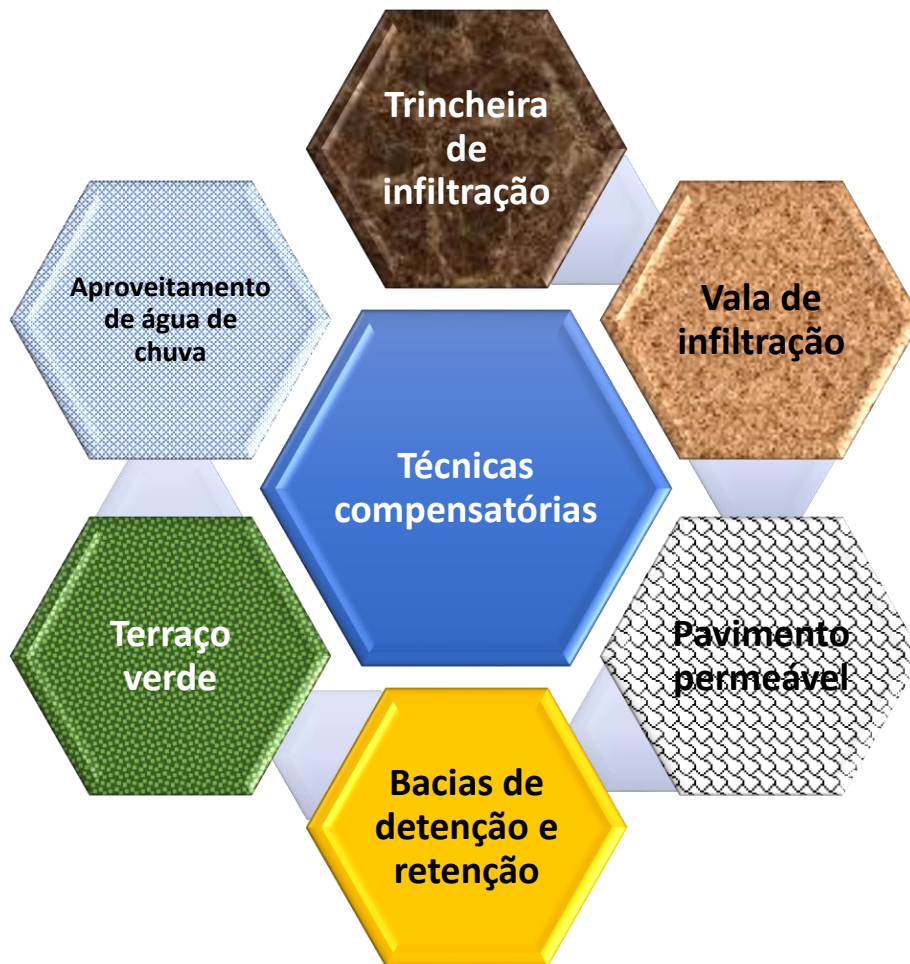 Trincheira
de
infiltração
Aproveitamento
de água de
chuva
Vala de
infiltração
Técnicas
compensatórias
Terraço
verde
Pavimento
permeável
Bacias de
detenção e
retenção